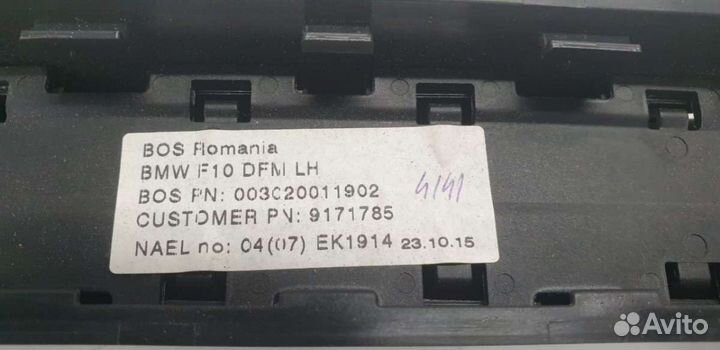 BOS Romania
BMW F10 DFM LH
BOS PN: 003020011902
CUSTOMER PN: 9171785
NAEL no: 04(07) EK1914 23.10.15
4141
Avito